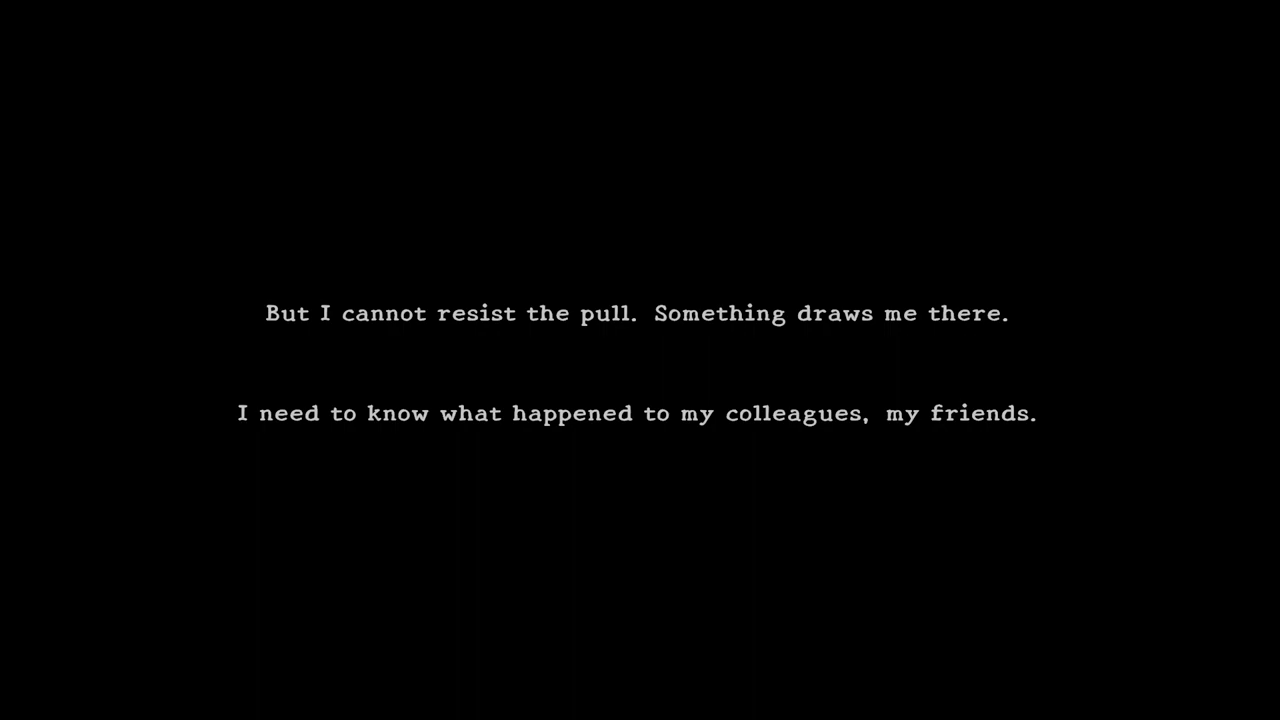 But I cannot resist the pull. Something draws me there.
I need to know what happened to my colleagues, my friends.